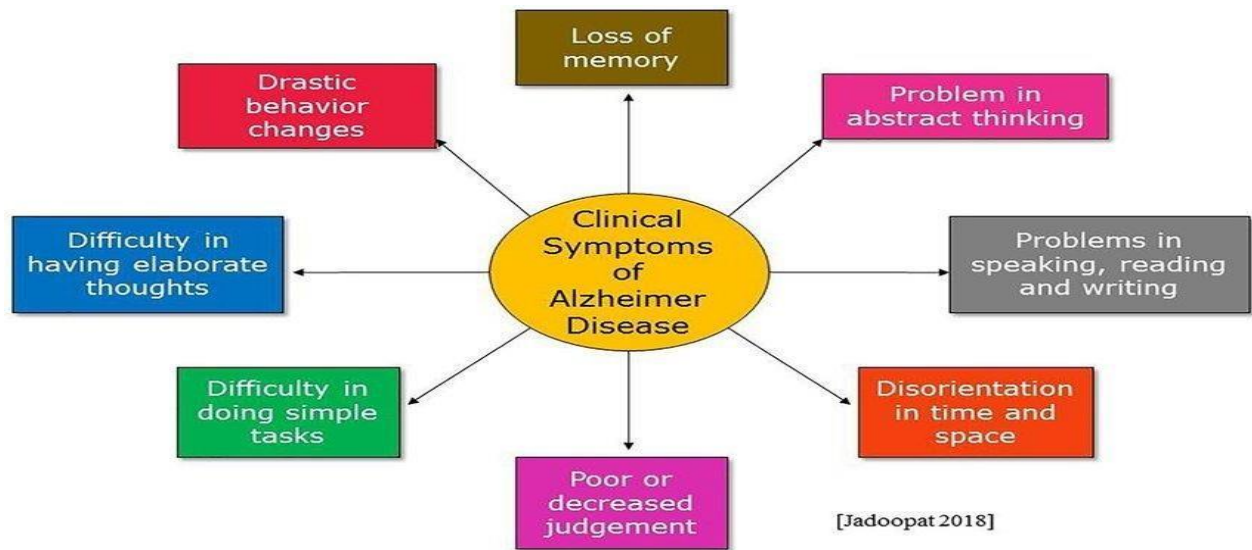 Loss of
memory
Drastic
behavior
changes
Problem in
abstract thinking
Difficulty in
having elaborate
thoughts
Clinical
Symptoms
of
Alzheimer
Disease
Problems in
speaking, reading
and writing
Difficulty in
doing simple
tasks
Disorientation
in time and
space
Poor or
decreased
judgement
[Jadoopat 2018]